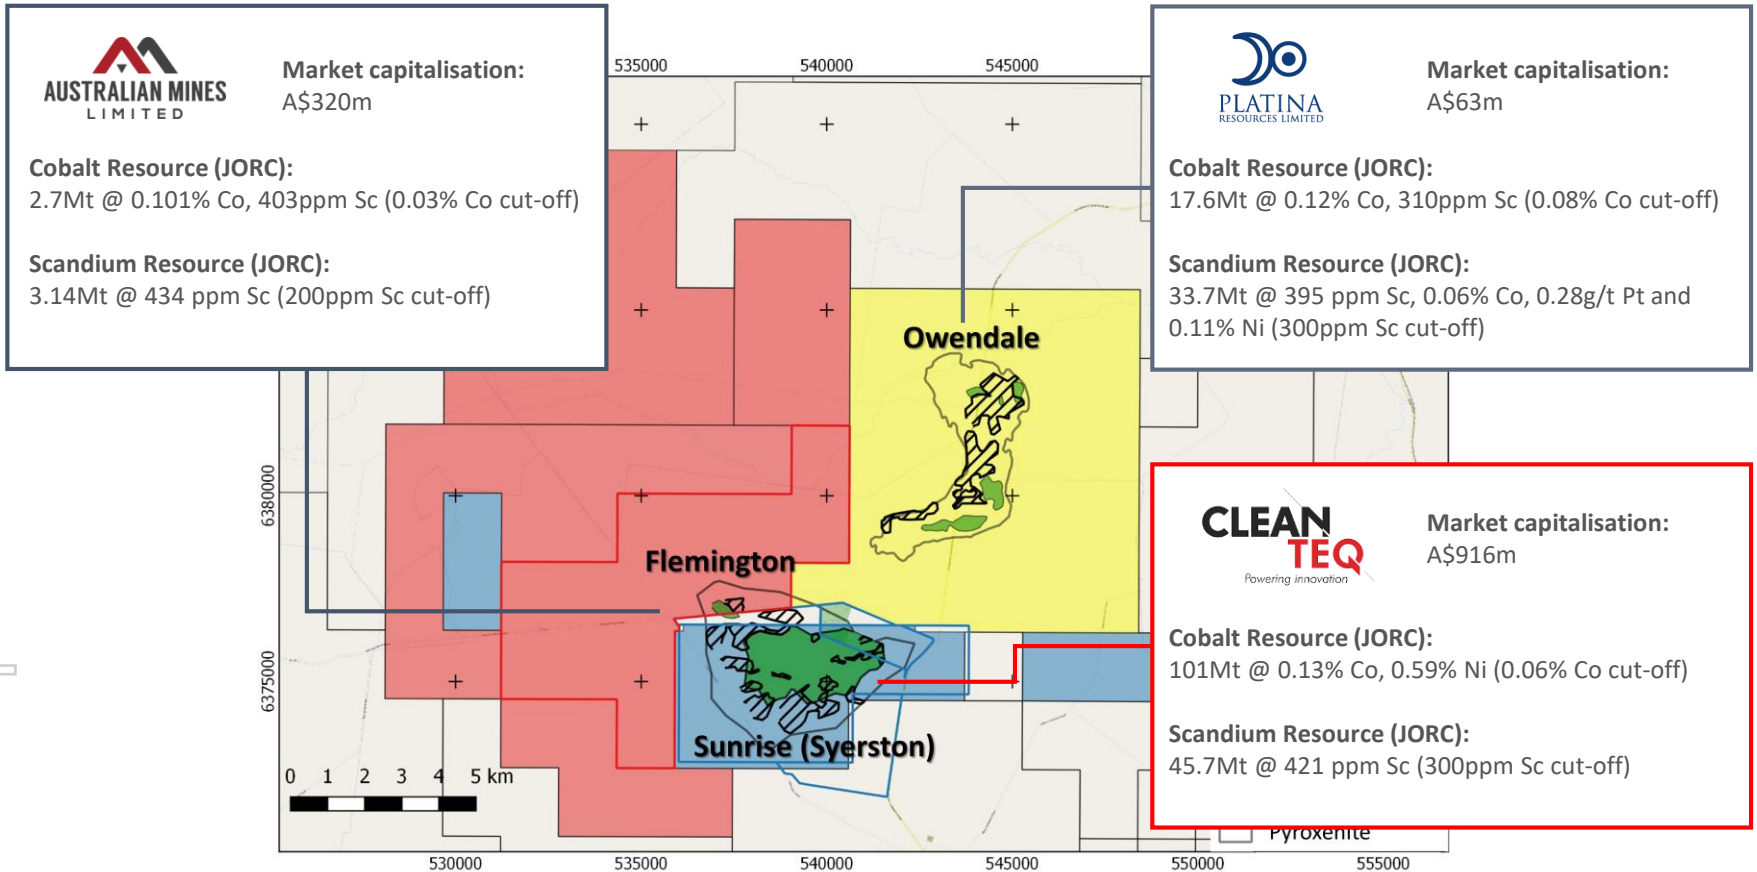 AUSTRALIAN MINES
LIMITED
Market capitalisation:
A$320m
Cobalt Resource (JORC):
2.7Mt @ 0.101% Co, 403ppm Sc (0.03% Co cut-off)
Scandium Resource (JORC):
3.14Mt @ 434 ppm Sc (200ppm Sc cut-off)
535000
540000
545000
PLATINA
RESOURCES LIMITED
Market capitalisation:
A$63m
Cobalt Resource (JORC):
17.6Mt @ 0.12% Co, 310ppm Sc (0.08% Co cut-off)
Scandium Resource (JORC):
33.7Mt @ 395 ppm Sc, 0.06% Co, 0.28g/t Pt and
0.11% Ni (300ppm Sc cut-off)
Owendale
Flemington
Sunrise (Syerston)
6380000
6375000
CLEAN
TEQ
Powering innovation
Market capitalisation:
A$916m
Cobalt Resource (JORC):
101Mt @ 0.13% Co, 0.59% Ni (0.06% Co cut-off)
Scandium Resource (JORC):
45.7Mt @ 421 ppm Sc (300ppm Sc cut-off)
0 1 2 3 4 5 km
Pyroxenite
530000
535000
540000
545000
550000
555000